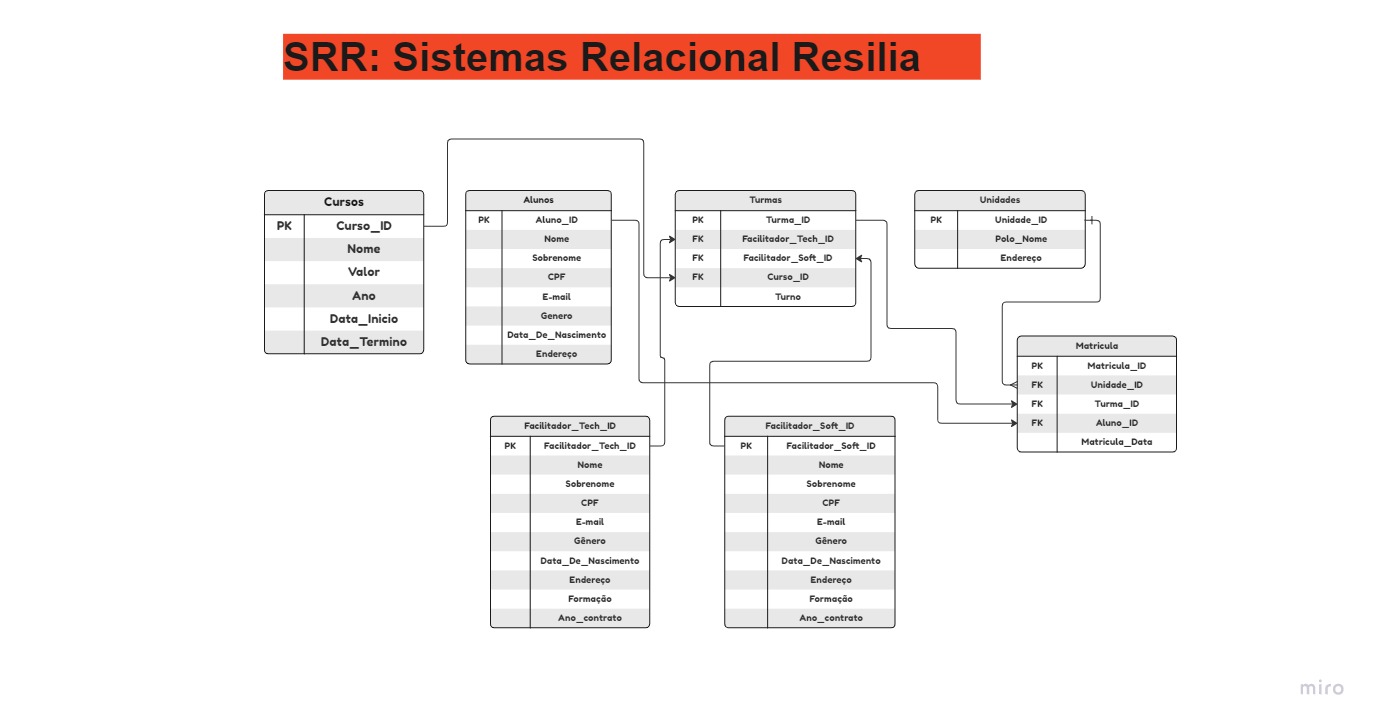 SRR: Sistemas Relacional Resilia
Cursos
PK Curso_ID
Nome
Valor
Ano
Data_Inicio
Data_Termino
Alunos
PK Aluno_ID
Nome
Sobrenome
CPF
E-mail
Genero
Data_De_Nascimento
Endereço
Turmas
PK Turma_ID
FK Facilitador_Tech_ID
FK Facilitador_Soft_ID
FK Curso_ID
Turno
Unidades
PK Unidade_ID
Polo_Nome
Endereço
Matricula
PK Matricula_ID
FK Unidade_ID
FK Turma_ID
FK Aluno_ID
Matricula_Data
Facilitador_Tech_ID
PK Facilitador_Tech_ID
Nome
Sobrenome
CPF
E-mail
Gênero
Data_De_Nascimento
Endereço
Formação
Ano_contrato
Facilitador_Soft_ID
PK Facilitador_Soft_ID
Nome
Sobrenome
CPF
E-mail
Gênero
Data_De_Nascimento
Endereço
Formação
Ano_contrato
miro